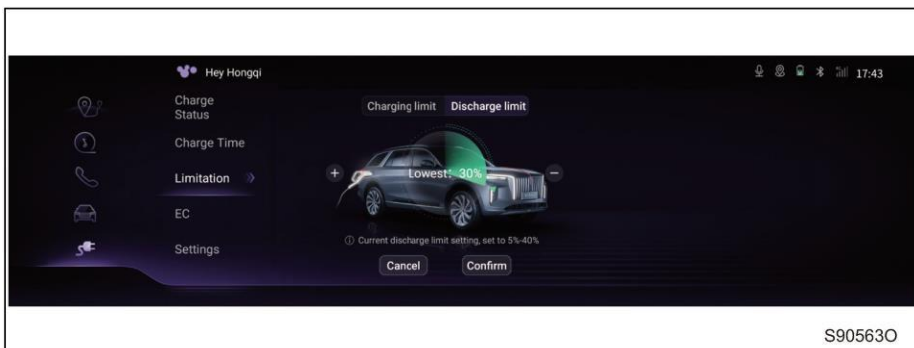 Hey Hongqi
17:43
Charge
Status
Charge Time
Limitation
EC
Settings
Charging limit Discharge limit
+ Lowest: 30% −
Current discharge limit setting, set to 5%-40%
Cancel Confirm
S90563O